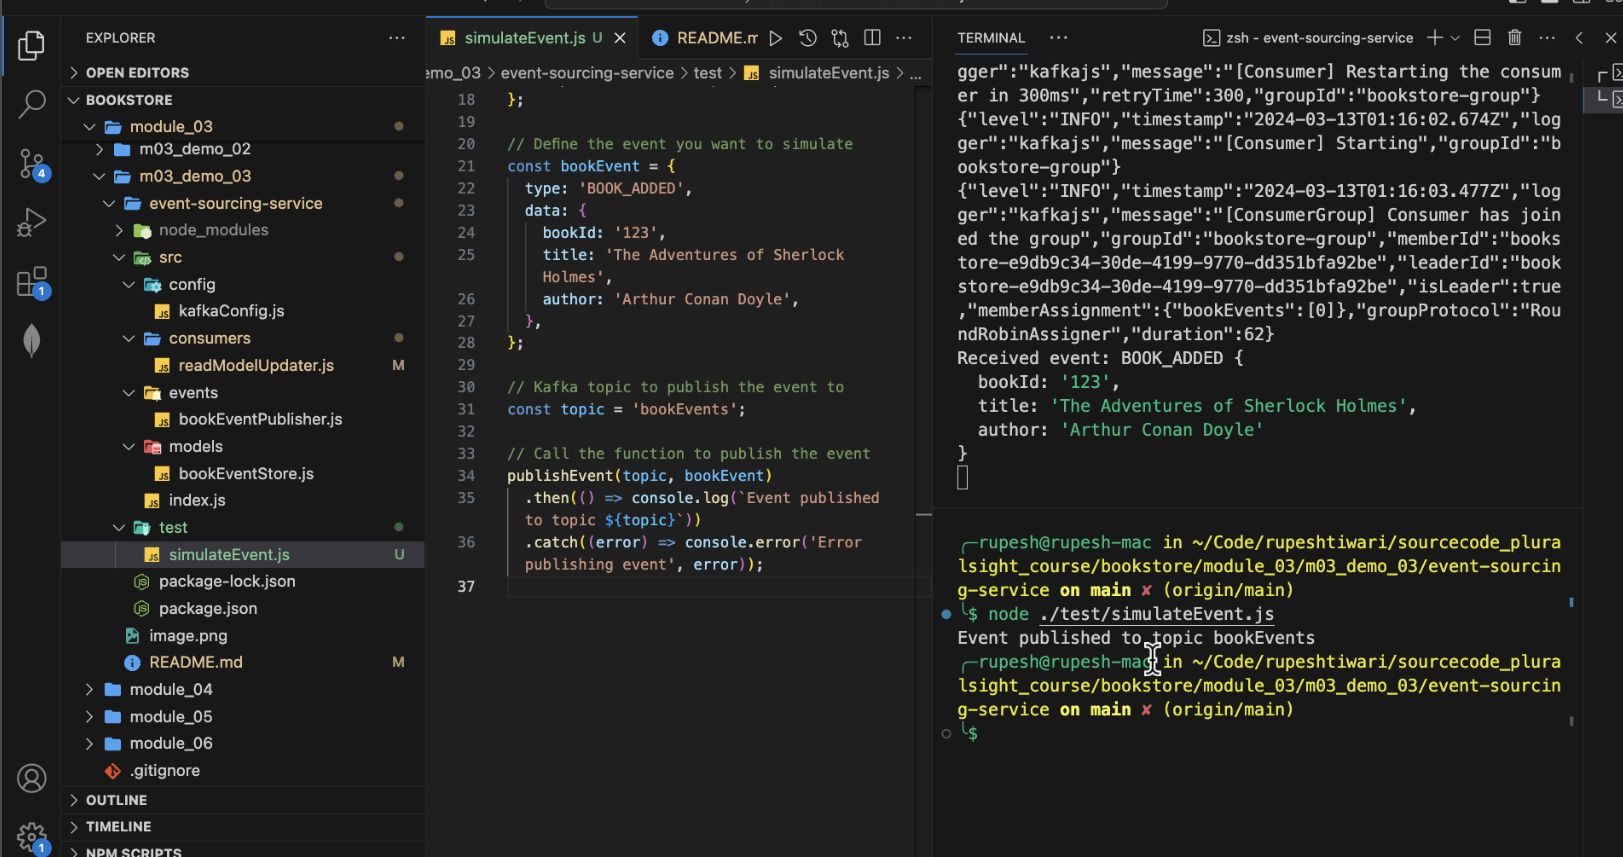 EXPLORER
OPEN EDITORS
BOOKSTORE
module_03
m03_demo_02
m03_demo_03
event-sourcing-service
node_modules
src
config
kafkaConfig.js
consumers
readModelUpdater.js M
events
bookEventPublisher.js
models
bookEventStore.js
index.js
test
simulateEvent.js U
package-lock.json
package.json
image.png
README.md M
module_04
module_05
module_06
.gitignore
OUTLINE
TIMELINE
NPM SCRIPTS
4
1
1
simulateEvent.js U
README.m
emo_03 > event-sourcing-service > test > JS simulateEvent.js > ...
18 };
19
20 // Define the event you want to simulate
21 const bookEvent = {
22 type: 'BOOK_ADDED',
23 data: {
24 bookId: '123',
25 title: 'The Adventures of Sherlock
Holmes',
26 author: 'Arthur Conan Doyle',
27 },
28 };
29
30 // Kafka topic to publish the event to
31 const topic = 'bookEvents';
32
33 // Call the function to publish the event
34 publishEvent(topic, bookEvent)
35 .then(() => console.log(`Event published
to topic ${topic}`))
36 .catch((error) => console.error('Error
publishing event', error));
37
TERMINAL
zsh - event-sourcing-service
gger":"kafkajs","message":"[Consumer] Restarting the consum
er in 300ms","retryTime":300,"groupId":"bookstore-group"}
{"level":"INFO","timestamp":"2024-03-13T01:16:02.674Z","log
ger":"kafkajs","message":"[Consumer] Starting","groupId":"b
ookstore-group"}
{"level":"INFO","timestamp":"2024-03-13T01:16:03.477Z","log
ger":"kafkajs","message":"[ConsumerGroup] Consumer has join
ed the group","groupId":"bookstore-group","memberId":"books
tore-e9db9c34-30de-4199-9770-dd351bfa92be","leaderId":"book
store-e9db9c34-30de-4199-9770-dd351bfa92be","isLeader":true
,"memberAssignment":{"bookEvents":[0]},"groupProtocol":"Rou
ndRobinAssigner","duration":62}
Received event: BOOK_ADDED {
bookId: '123',
title: 'The Adventures of Sherlock Holmes',
author: 'Arthur Conan Doyle'
}
╭─rupesh@rupesh-mac in ~/Code/rupeshtiwari/sourcecode_plura
lsight_course/bookstore/module_03/m03_demo_03/event-sourcin
g-service on main ✘ (origin/main)
╰$ node ./test/simulateEvent.js
Event published to topic bookEvents
╭─rupesh@rupesh-mac in ~/Code/rupeshtiwari/sourcecode_plura
lsight_course/bookstore/module_03/m03_demo_03/event-sourcin
g-service on main ✘ (origin/main)
╰$